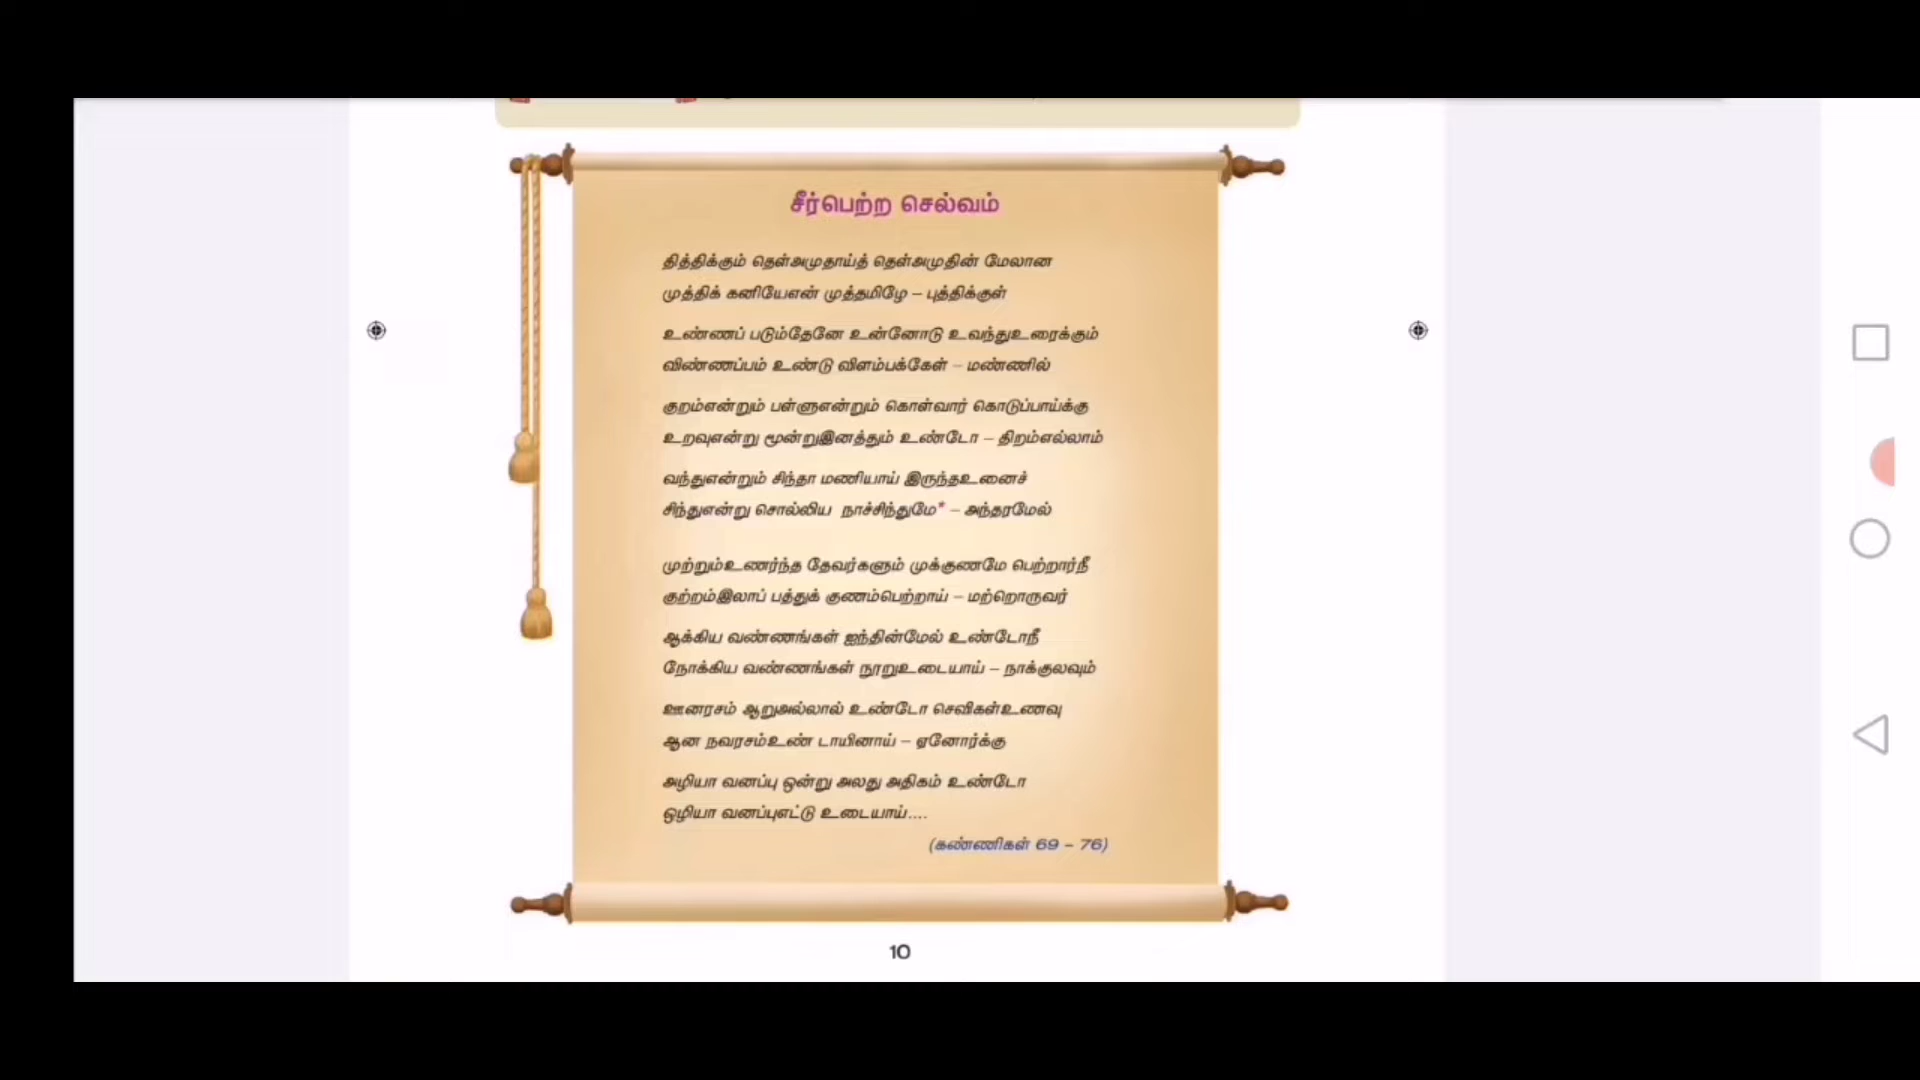 சீர்பெற்ற செல்வம்
தித்திக்கும் தெள்அமுதாய்த் தெள்அமுதின் மேலான
முத்திக் கனியேஎன் முத்தமிழே – புத்திக்குள்
உண்ணப் படும்தேனே உன்னோடு உவந்துஉரைக்கும்
விண்ணப்பம் உண்டு விளம்பக்கேள் – மண்ணில்
குறம்என்றும் பள்ளுஎன்றும் கொள்வார் கொடுப்பாய்க்கு
உறவுஎன்று மூன்றுஇனத்தும் உண்டோ – திறம்எல்லாம்
வந்துஎன்றும் சிந்தா மணியாய் இருந்தஉனைச்
சிந்துஎன்று சொல்லிய நாச்சிந்துமே* – அந்தரமேல்
முற்றும்உணர்ந்த தேவர்களும் முக்குணமே பெற்றார்நீ
குற்றம்இலாப் பத்துக் குணம்பெற்றாய் – மற்றொருவர்
ஆக்கிய வண்ணங்கள் ஐந்தின்மேல் உண்டோநீ
நோக்கிய வண்ணங்கள் நூறுஉடையாய் – நாக்குலவும்
ஊனரசம் ஆறுஅல்லால் உண்டோ செவிகள்உணவு
ஆன நவரசம்உண் டாயினாய் – ஏனோர்க்கு
அழியா வனப்பு ஒன்று அலது அதிகம் உண்டோ
ஒழியா வனப்புஎட்டு உடையாய்....
(கண்ணிகள் 69 – 76)
10